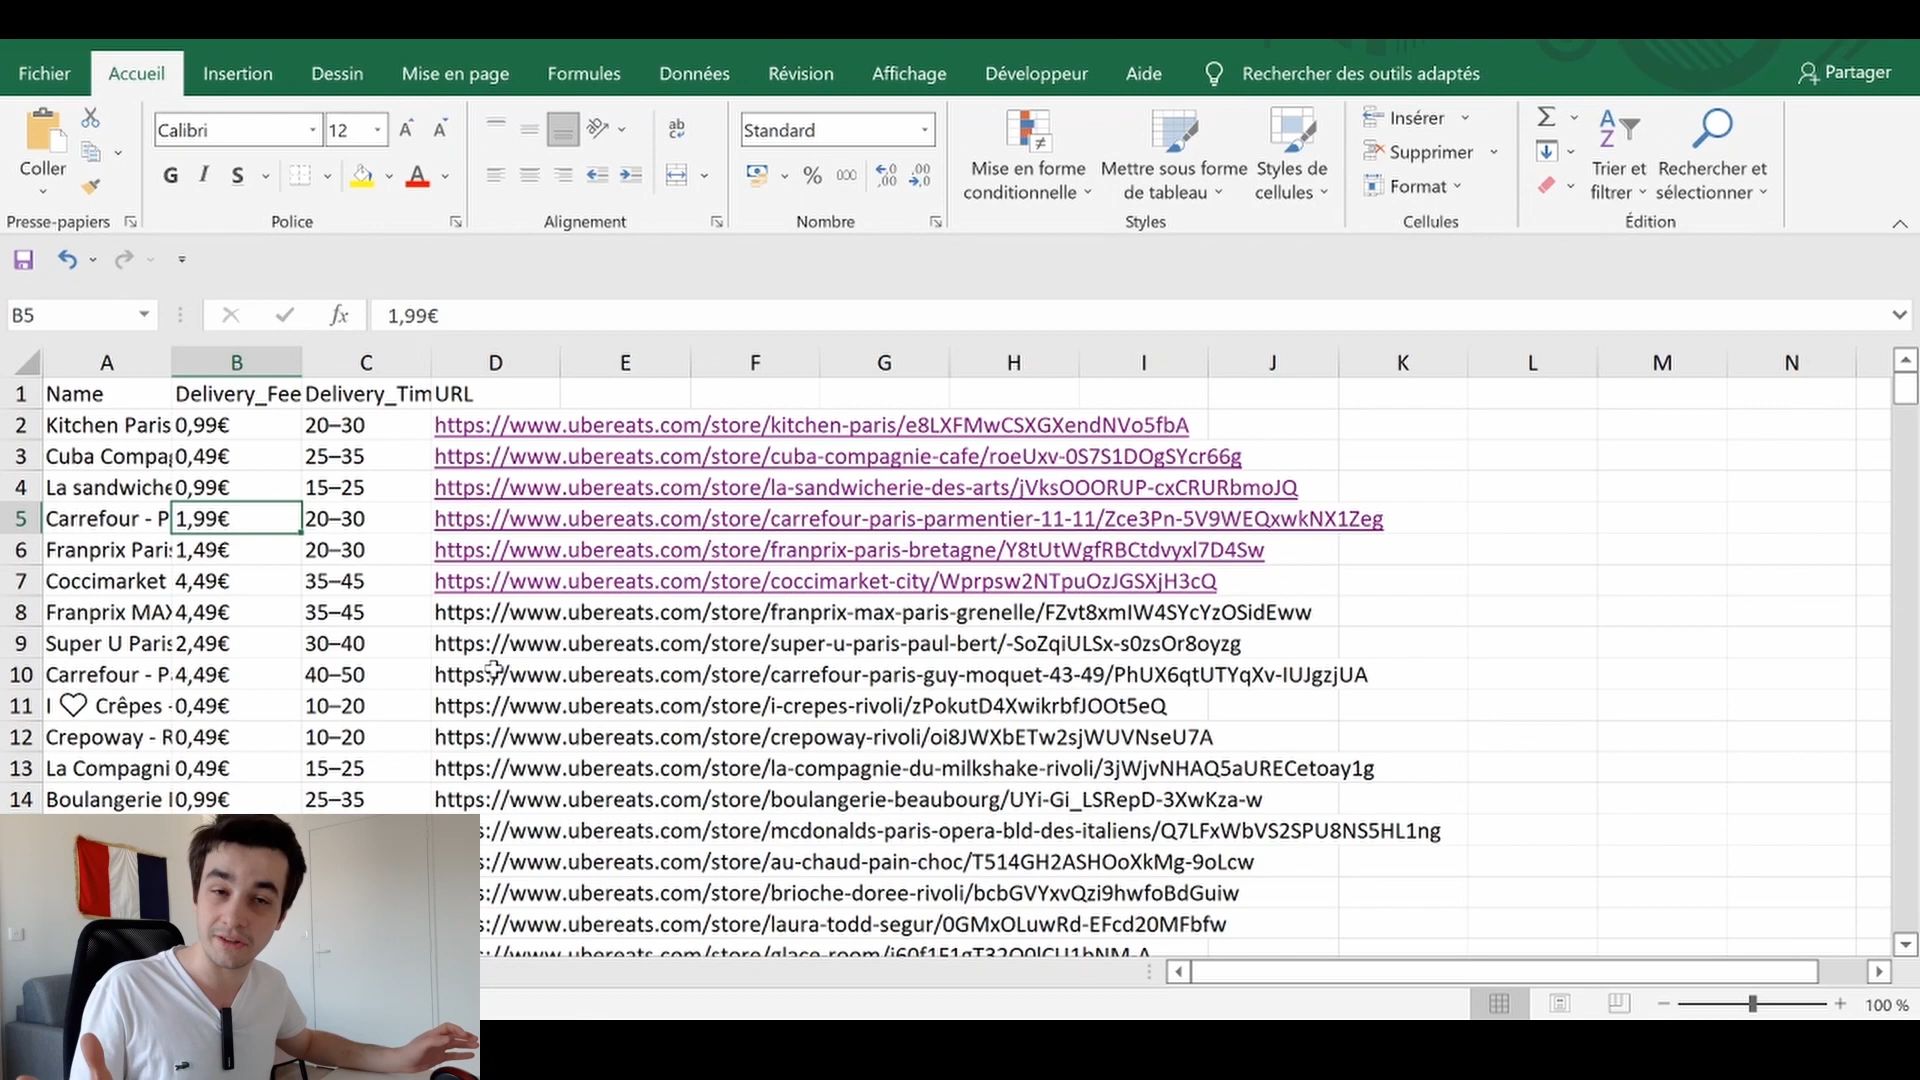 Fichier Accueil Insertion Dessin Mise en page Formules Données Révision Affichage Développeur Aide Rechercher des outils adaptés Partager
Coller
Presse-papiers
Calibri 12
G I S
Police
ab
Alignement
Standard
% 000 ,00 ,00
Nombre
Mise en forme conditionnelle
Mettre sous forme de tableau
Styles de cellules
Styles
Insérer
Supprimer
Format
Cellules
Trier et filtrer
Rechercher et sélectionner
Édition
B5 fx 1,99€
A B C D E F G H I J K L M N
1 Name Delivery_Fee Delivery_Tim URL
2 Kitchen Paris 0,99€ 20–30 https://www.ubereats.com/store/kitchen-paris/e8LXFMwCSXGXendNVo5fbA
3 Cuba Compag 0,49€ 25–35 https://www.ubereats.com/store/cuba-compagnie-cafe/roeUxv-0S7S1DOgSYcr66g
4 La sandwiche 0,99€ 15–25 https://www.ubereats.com/store/la-sandwicherie-des-arts/jVksOOORUP-cxCRURbmoJQ
5 Carrefour - P 1,99€ 20–30 https://www.ubereats.com/store/carrefour-paris-parmentier-11-11/Zce3Pn-5V9WEQxwkNX1Zeg
6 Franprix Paris 1,49€ 20–30 https://www.ubereats.com/store/franprix-paris-bretagne/Y8tUtWgfRBCtdvyxl7D4Sw
7 Coccimarket 4,49€ 35–45 https://www.ubereats.com/store/coccimarket-city/Wprpsw2NTpuOzJGSXjH3cQ
8 Franprix MAX 4,49€ 35–45 https://www.ubereats.com/store/franprix-max-paris-grenelle/FZvt8xmIW4SYcYzOSidEww
9 Super U Paris 2,49€ 30–40 https://www.ubereats.com/store/super-u-paris-paul-bert/-SoZqiULSx-s0zsOr8oyzg
10 Carrefour - P 4,49€ 40–50 https://www.ubereats.com/store/carrefour-paris-guy-moquet-43-49/PhUX6qtUTYqXv-IUJgzjUA
11 I ♡ Crêpes - 0,49€ 10–20 https://www.ubereats.com/store/i-crepes-rivoli/zPokutD4XwikrbfJOOt5eQ
12 Crepoway - R 0,49€ 10–20 https://www.ubereats.com/store/crepoway-rivoli/oi8JWXbETw2sjWUVNseU7A
13 La Compagni 0,49€ 15–25 https://www.ubereats.com/store/la-compagnie-du-milkshake-rivoli/3jWjvNHAQ5aURECetoay1g
14 Boulangerie 0,99€ 25–35 https://www.ubereats.com/store/boulangerie-beaubourg/UYi-Gi_LSRepD-3XwKza-w
s://www.ubereats.com/store/mcdonalds-paris-opera-bld-des-italiens/Q7LFxWbVS2SPU8NS5HL1ng
s://www.ubereats.com/store/au-chaud-pain-choc/T514GH2ASHOoXkMg-9oLcw
s://www.ubereats.com/store/brioche-doree-rivoli/bcbGVYxvQzi9hwfoBdGuiw
s://www.ubereats.com/store/laura-todd-segur/0GMxOLuwRd-EFcd20MFbfw
100 %